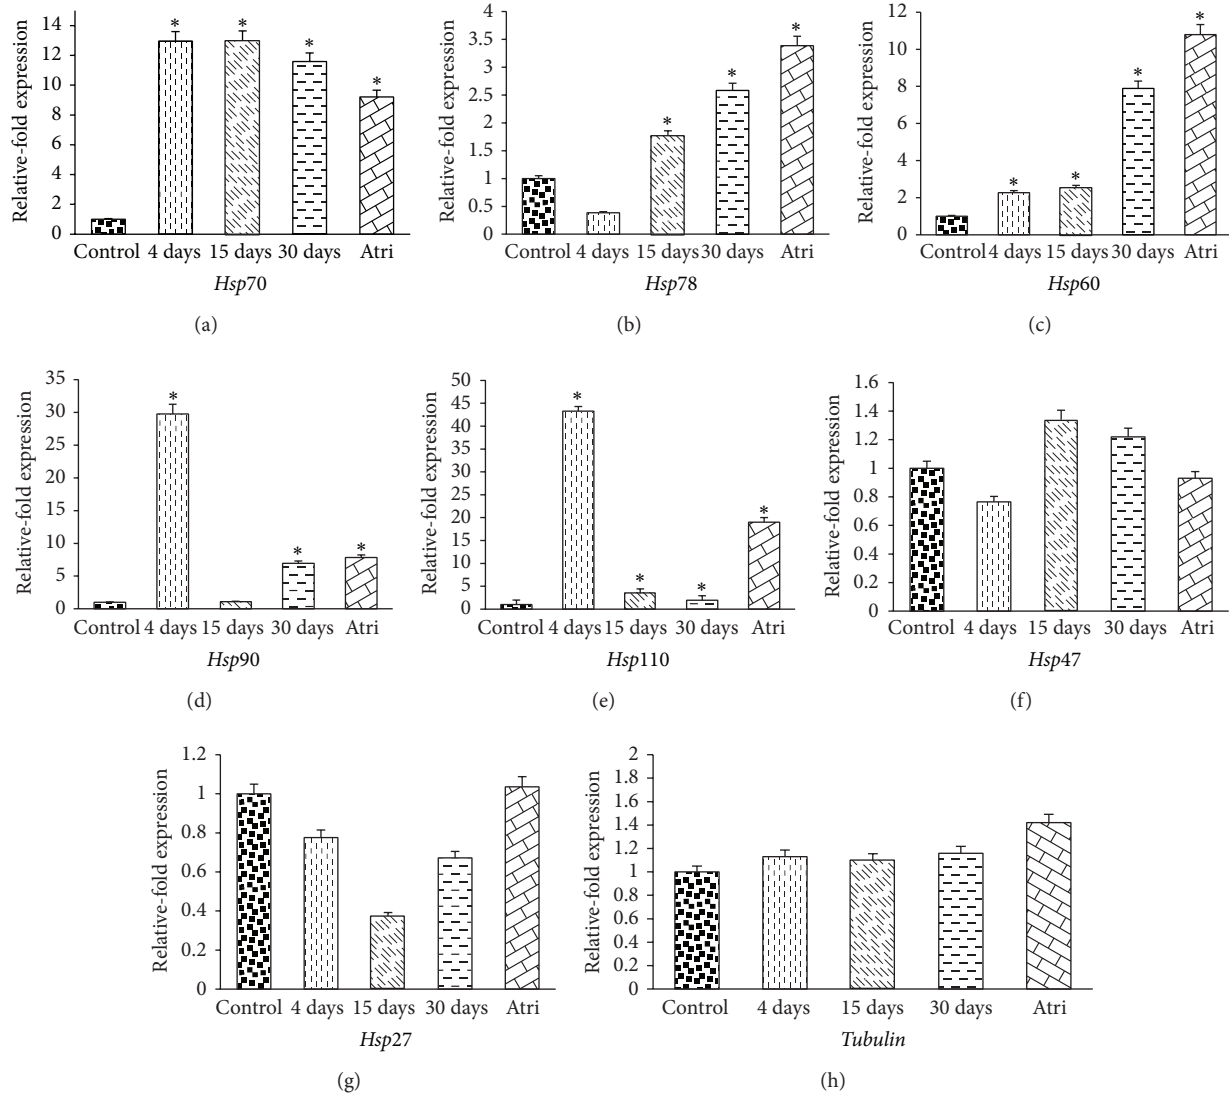 Relative-fold expression
14
12
10
8
6
4
2
0
* * * *
Control 4 days 15 days 30 days Atri
Hsp70
(a)
Relative-fold expression
4
3.5
3
2.5
2
1.5
1
0.5
0
* * *
Control 4 days 15 days 30 days Atri
Hsp78
(b)
Relative-fold expression
12
10
8
6
4
2
0
* * * *
Control 4 days 15 days 30 days Atri
Hsp60
(c)
Relative-fold expression
35
30
25
20
15
10
5
0
* * *
Control 4 days 15 days 30 days Atri
Hsp90
(d)
Relative-fold expression
50
45
40
35
30
25
20
15
10
5
0
* * * *
Control 4 days 15 days 30 days Atri
Hsp110
(e)
Relative-fold expression
1.6
1.4
1.2
1
0.8
0.6
0.4
0.2
0
Control 4 days 15 days 30 days Atri
Hsp47
(f)
Relative-fold expression
1.2
1
0.8
0.6
0.4
0.2
0
Control 4 days 15 days 30 days Atri
Hsp27
(g)
Relative-fold expression
2
1.8
1.6
1.4
1.2
1
0.8
0.6
0.4
0.2
0
Control 4 days 15 days 30 days Atri
Tubulin
(h)